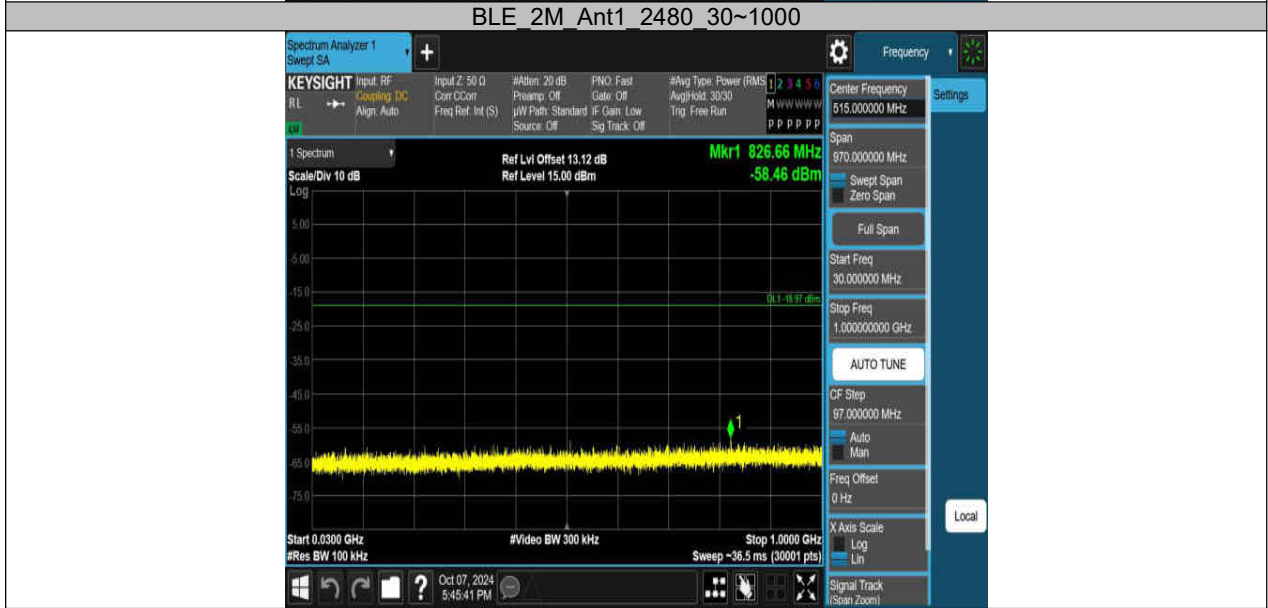 BLE_2M_Ant1_2480_30~1000
Spectrum Analyzer 1
Swept SA
+
Frequency
KEYSIGHT
RL
Input: RF
Coupling: DC
Align: Auto
Input Z: 50 Ω
Corr CCorr
Freq Ref: Int (S)
#Atten: 20 dB
Preamp: Off
µW Path: Standard
Source: Off
PNO: Fast
Gate: Off
IF Gain: Low
Sig Track: Off
#Avg Type: Power (RMS
Avg|Hold: 30/30
Trig: Free Run
1 2 3 4 5 6
M W W W W W
P P P P P P
Center Frequency
515.000000 MHz
Settings
1 Spectrum
Scale/Div 10 dB
Log
Ref Lvl Offset 13.12 dB
Ref Level 15.00 dBm
Mkr1 826.66 MHz
-58.46 dBm
Span
970.000000 MHz
Swept Span
Zero Span
Full Span
Start Freq
30.000000 MHz
Stop Freq
1.000000000 GHz
AUTO TUNE
CF Step
97.000000 MHz
Auto
Man
Freq Offset
0 Hz
X Axis Scale
Log
Lin
Signal Track
(Span Zoom)
Local
5.00
-5.00
-15.0
DL1 -18.97 dBm
-25.0
-35.0
-45.0
-55.0
1
-65.0
-75.0
Start 0.0300 GHz
#Res BW 100 kHz
#Video BW 300 kHz
Stop 1.0000 GHz
Sweep ~36.5 ms (30001 pts)
?
Oct 07, 2024
5:45:41 PM